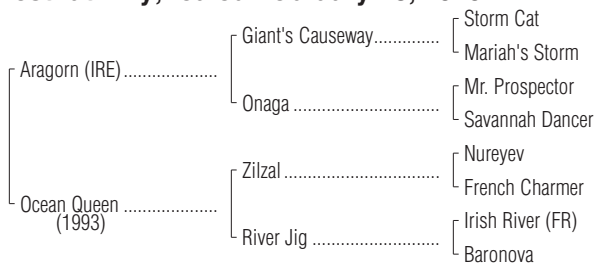 Storm Cat
Giant's Causeway..............
Mariah's Storm
Aragorn (IRE)....................
Mr. Prospector
Onaga ...............................
Savannah Dancer
Nureyev
Zilzal.................................
French Charmer
Ocean Queen ....................
(1993)
Irish River (FR)
River Jig ...........................
Baronova